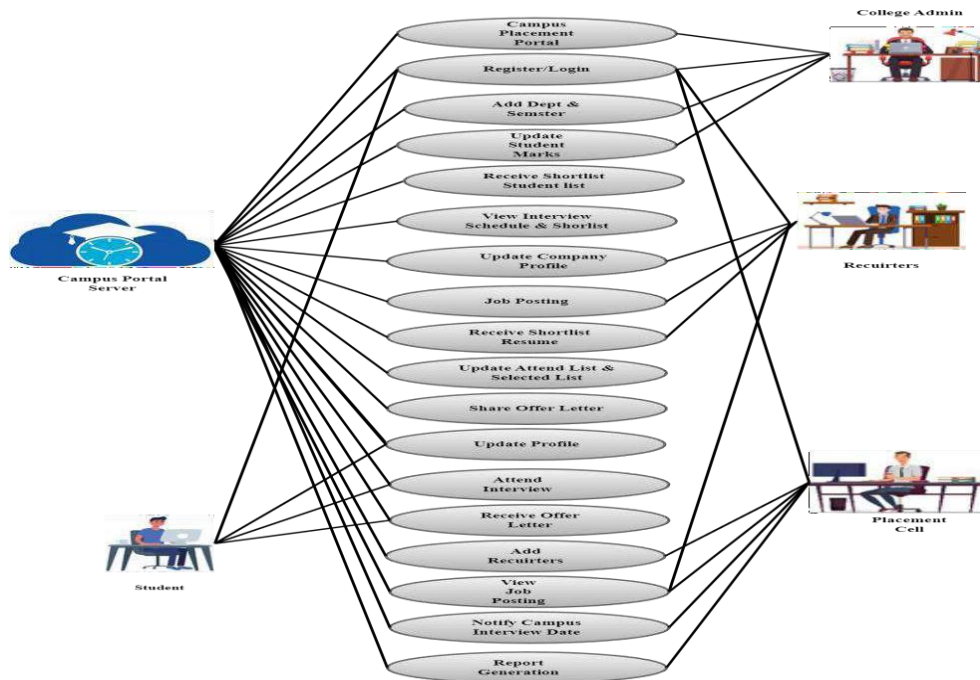 College Admin
Campus
Placement
Portal
Register/Login
Add Dept &
Semster
Update
Student
Marks
Receive Shortlist
Student list
View Interview
Schedule & Shorlist
Update Company
Profile
Job Posting
Receive Shortlist
Resume
Update Attend List &
Selected List
Share Offer Letter
Update Profile
Attend
Interview
Receive Offer
Letter
Add
Recuirters
View
Job
Posting
Notify Campus
Interview Date
Report
Generation
Campus Portal
Server
Student
Recuirters
Placement
Cell